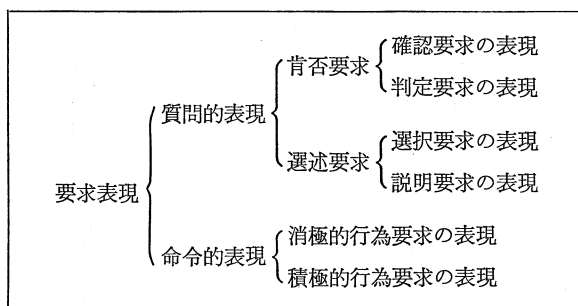 確認要求の表現
肯否要求
判定要求の表現
質問的表現
選択要求の表現
選述要求
説明要求の表現
要求表現
消極的行為要求の表現
命令的表現
積極的行為要求の表現